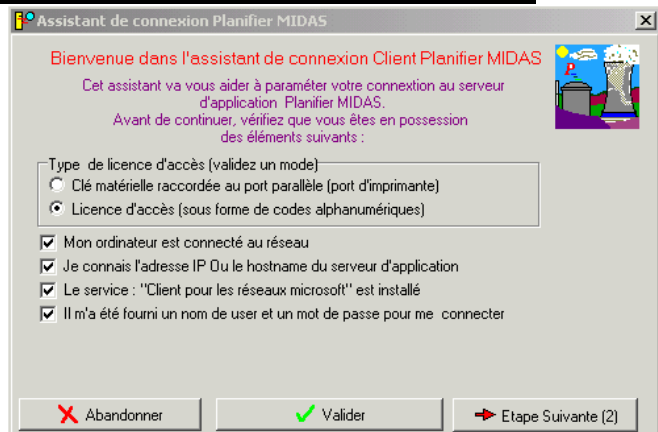 Assistant de connexion Planifier MIDAS
Bienvenue dans l'assistant de connexion Client Planifier MIDAS
Cet assistant va vous aider à paraméter votre connextion au serveur
d'application Planifier MIDAS.
Avant de continuer, vérifiez que vous êtes en possession
des éléments suivants :
P
Type de licence d'accès (validez un mode)
Clé matérielle raccordée au port parallèle (port d'imprimante)
Licence d'accès (sous forme de codes alphanumériques)
Mon ordinateur est connecté au réseau
Je connais l'adresse IP Ou le hostname du serveur d'application
Le service : "Client pour les réseaux microsoft" est installé
Il m'a été fourni un nom de user et un mot de passe pour me connecter
Abandonner
Valider
Etape Suivante (2)